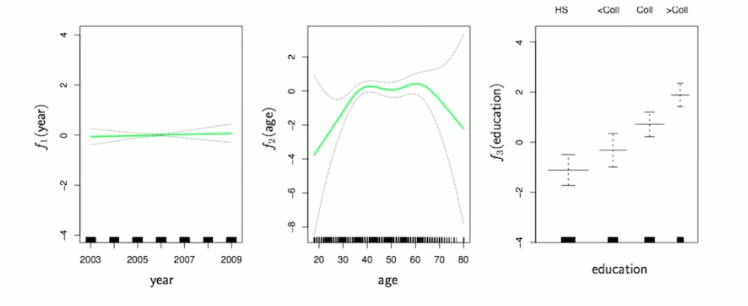 HS <Coll Coll >Coll
f1(year)
4
2
0
-2
-4
2003 2005 2007 2009
year
f2(age)
2
0
-2
-4
-6
-8
20 30 40 50 60 70 80
age
f3(education)
4
2
0
-2
-4
education